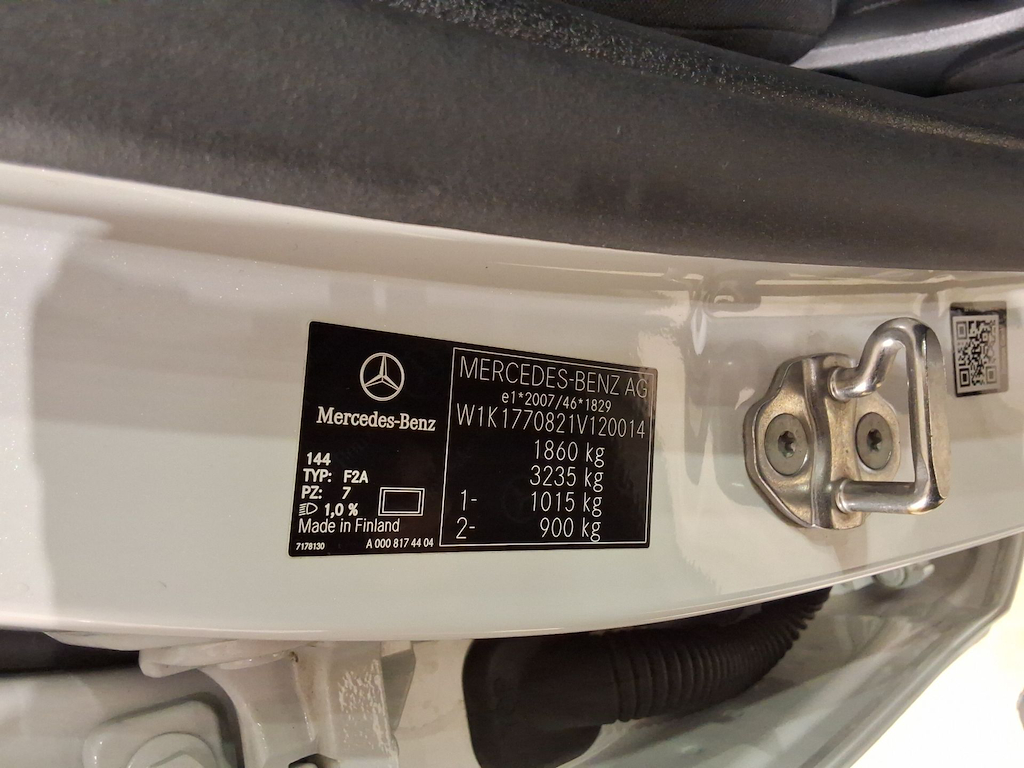 Mercedes-Benz
144
TYP: F2A
PZ: 7
1,0 %
Made in Finland
7178130 A 000 817 44 04
MERCEDES-BENZ AG
e1*2007/46*1829
W1K1770821V120014
1860 kg
3235 kg
1- 1015 kg
2- 900 kg